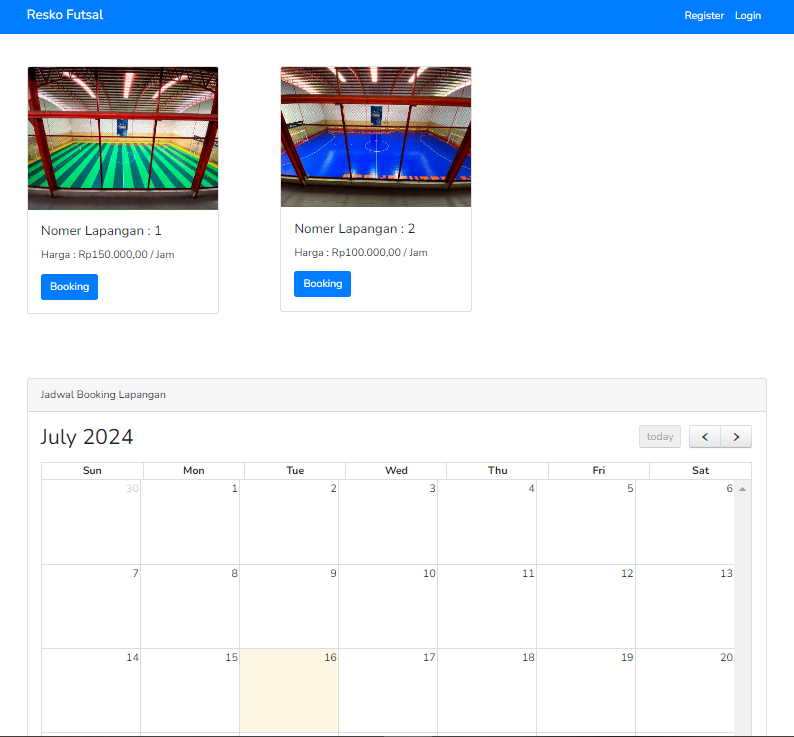 Resko Futsal
Register Login
Nomer Lapangan : 1
Harga : Rp150.000,00 / Jam
Booking
Nomer Lapangan : 2
Harga : Rp100.000,00 / Jam
Booking
Jadwal Booking Lapangan
July 2024
today
Sun Mon Tue Wed Thu Fri Sat
30 1 2 3 4 5 6
7 8 9 10 11 12 13
14 15 16 17 18 19 20